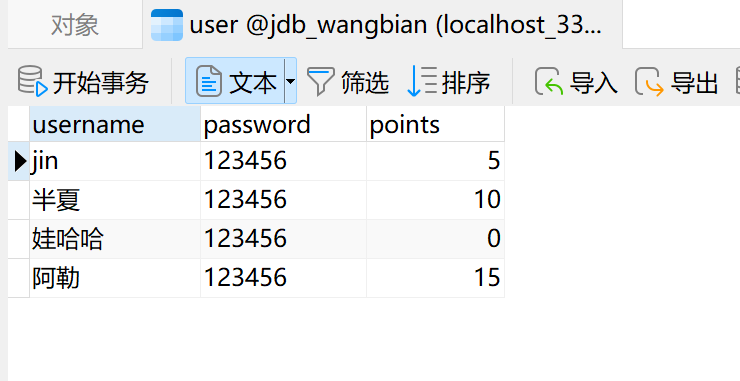 对象 user @jdb_wangbian (localhost_33...
开始事务 文本 筛选 排序 导入 导出
username password points
jin 123456 5
半夏 123456 10
娃哈哈 123456 0
阿勒 123456 15